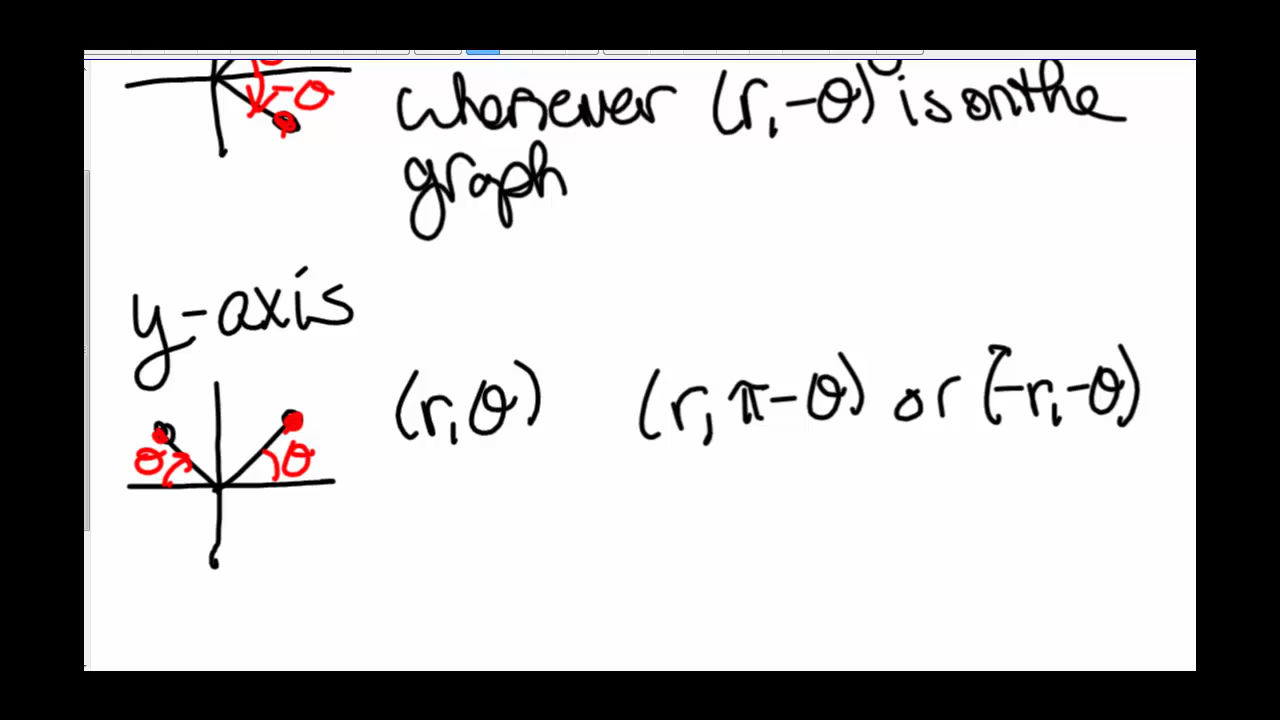 -θ
whenever (r, -θ) is on the
graph
y-axis
(r, θ) (r, π-θ) or (-r, -θ)
θ θ